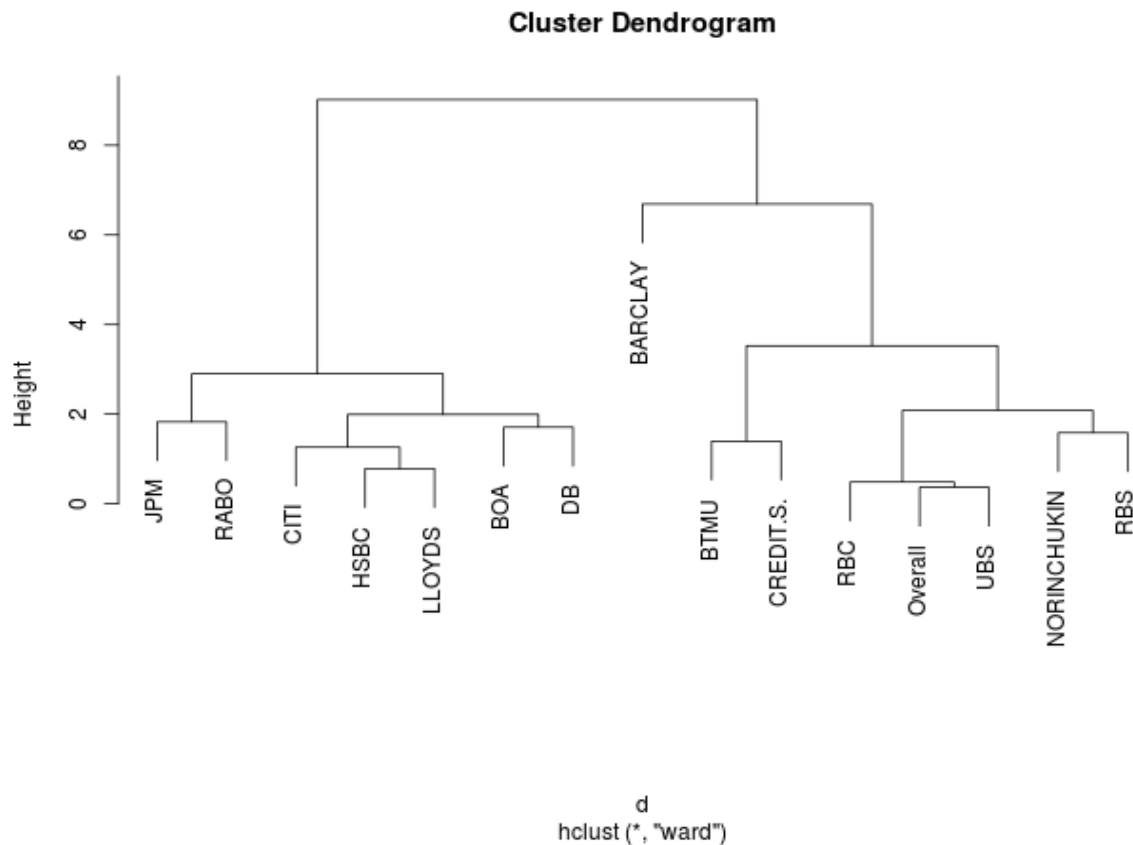 Cluster Dendrogram
Height
8
6
4
2
0
JPM
RABO
CITI
HSBC
LLOYDS
BOA
DB
BARCLAY
BTMU
CREDIT.S.
RBC
Overall
UBS
NORINCHUKIN
RBS
d
hclust (*, "ward")